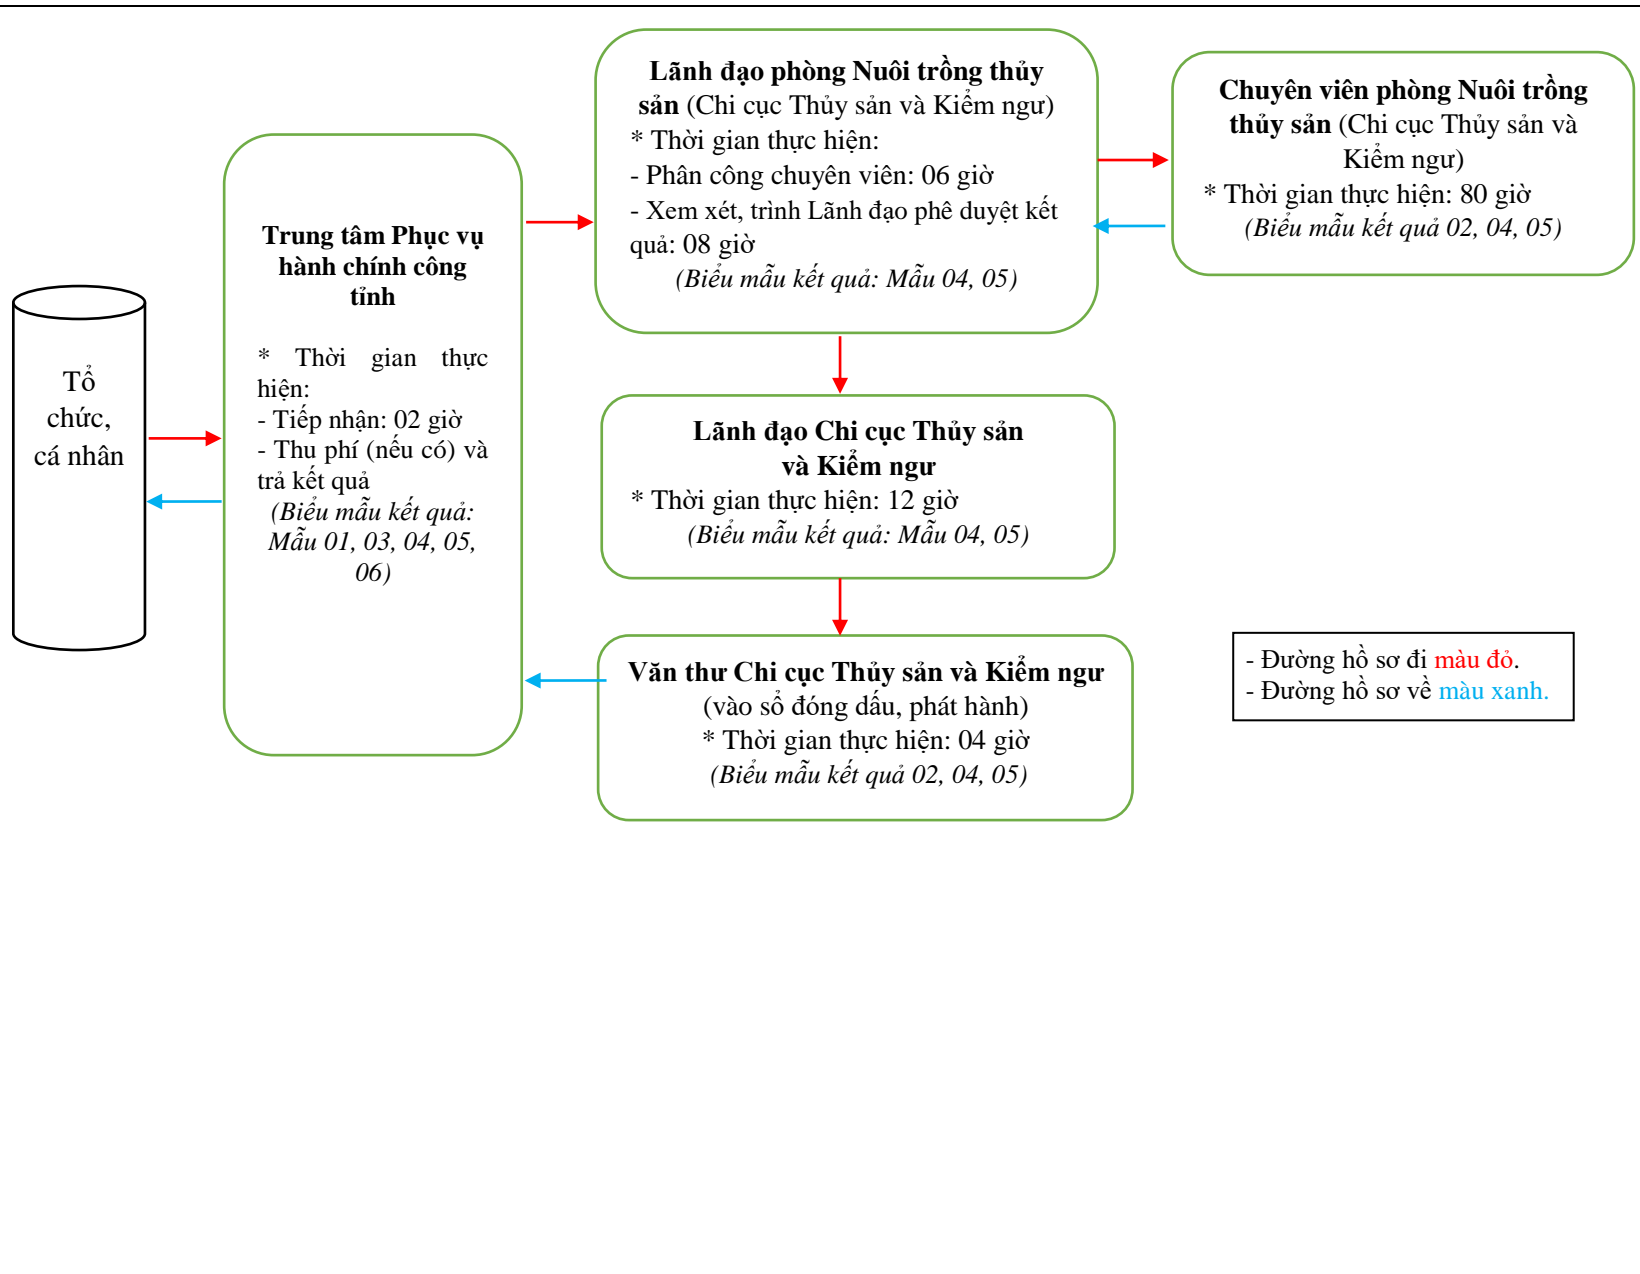 Tổ
chức,
cá nhân
Trung tâm Phục vụ
hành chính công
tỉnh
* Thời gian thực
hiện:
- Tiếp nhận: 02 giờ
- Thu phí (nếu có) và
trả kết quả
(Biểu mẫu kết quả:
Mẫu 01, 03, 04, 05,
06)
Lãnh đạo phòng Nuôi trồng thủy
sản (Chi cục Thủy sản và Kiểm ngư)
* Thời gian thực hiện:
- Phân công chuyên viên: 06 giờ
- Xem xét, trình Lãnh đạo phê duyệt kết
quả: 08 giờ
(Biểu mẫu kết quả: Mẫu 04, 05)
Chuyên viên phòng Nuôi trồng
thủy sản (Chi cục Thủy sản và
Kiểm ngư)
* Thời gian thực hiện: 80 giờ
(Biểu mẫu kết quả 02, 04, 05)
Lãnh đạo Chi cục Thủy sản
và Kiểm ngư
* Thời gian thực hiện: 12 giờ
(Biểu mẫu kết quả: Mẫu 04, 05)
Văn thư Chi cục Thủy sản và Kiểm ngư
(vào sổ đóng dấu, phát hành)
* Thời gian thực hiện: 04 giờ
(Biểu mẫu kết quả 02, 04, 05)
- Đường hồ sơ đi màu đỏ.
- Đường hồ sơ về màu xanh.